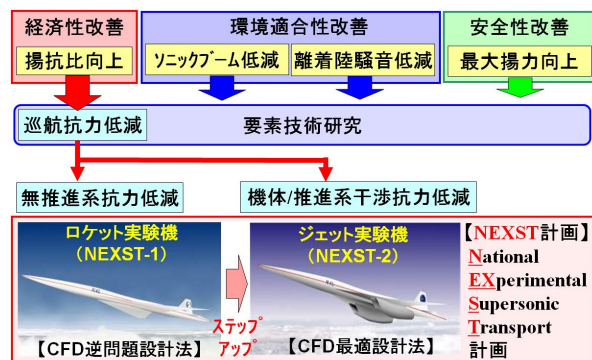 経済性改善
環境適合性改善
安全性改善
揚抗比向上
ソニックブーム低減
離着陸騒音低減
最大揚力向上
巡航抗力低減
要素技術研究
無推進系抗力低減
機体/推進系干渉抗力低減
ロケット実験機
(NEXST-1)
ジェット実験機
(NEXST-2)
【NEXST計画】
National
EXperimental
Supersonic
Transport
計画
ステップ
アップ
【CFD逆問題設計法】
【CFD最適設計法】